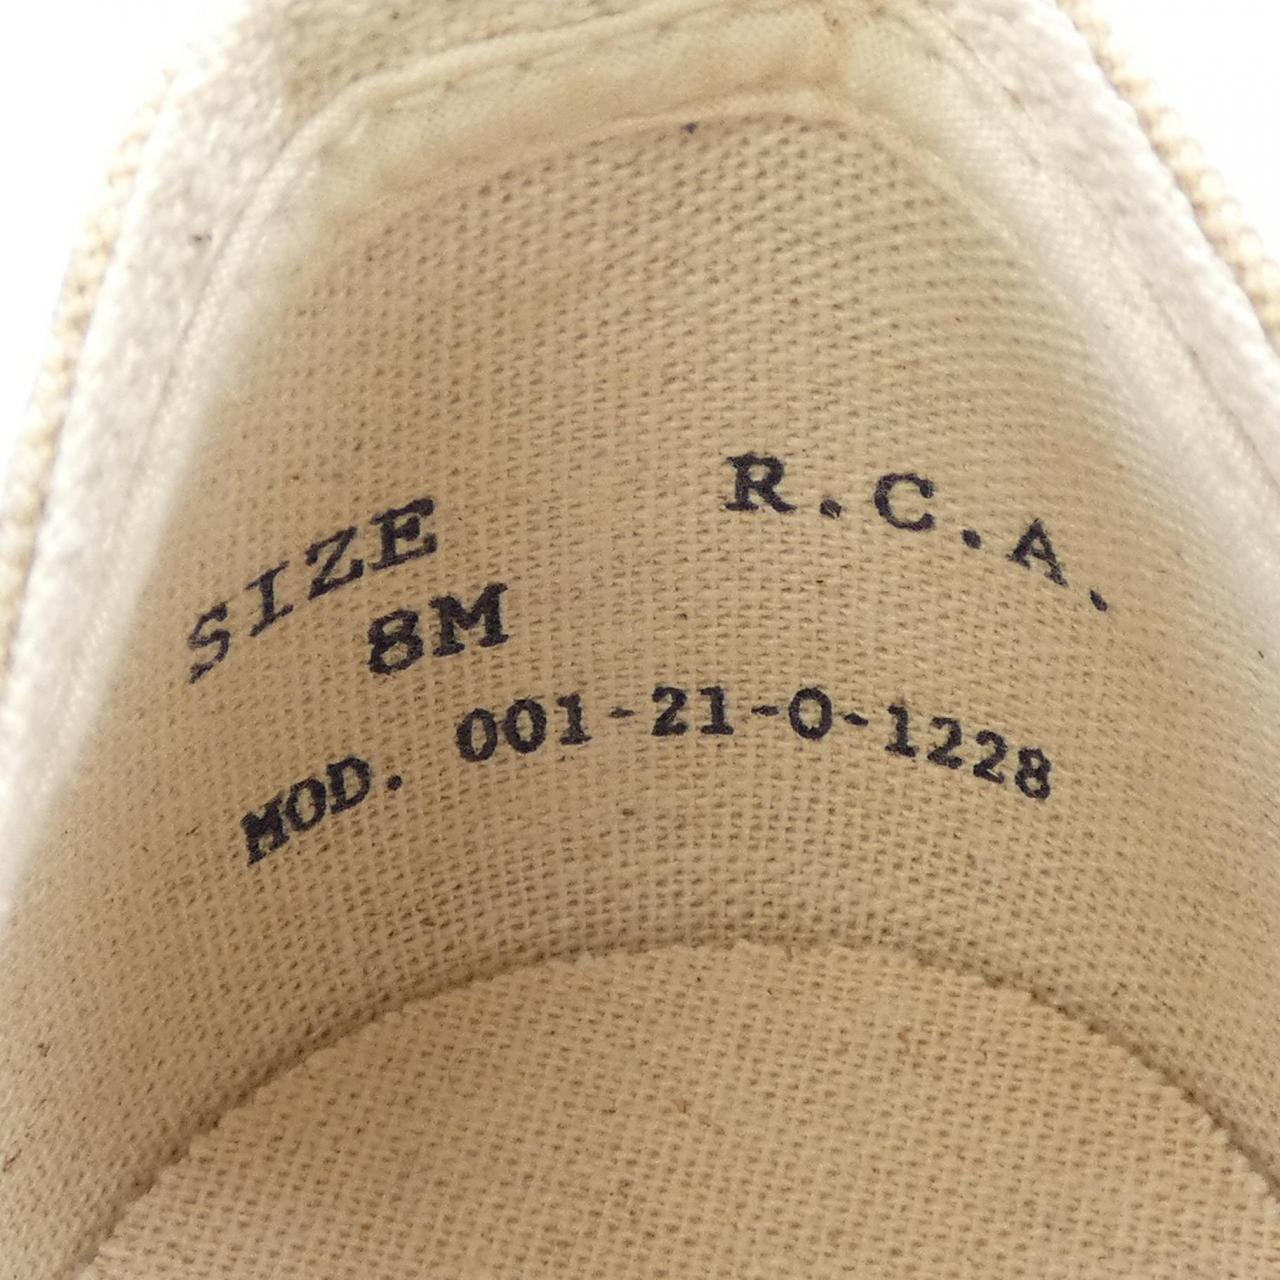 SIZE R.C.A.
8M
MOD. 001-21-0-1228